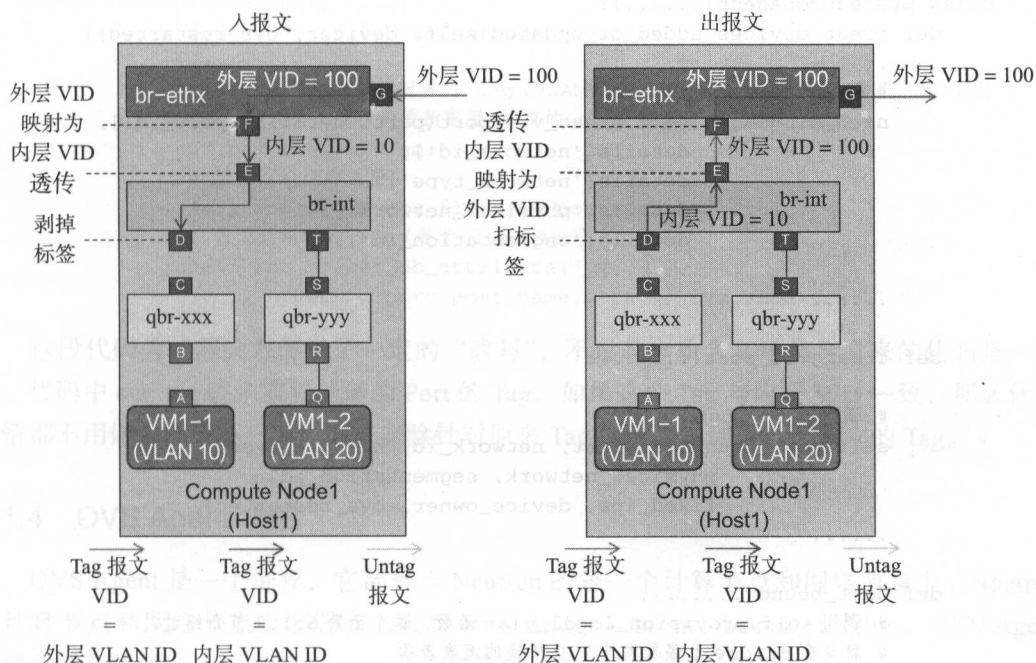 入报文
外层 VID = 100
br-ethx
G
外层 VID = 100
外层 VID
映射为
内层 VID
F
内层 VID = 10
透传
E
br-int
剥掉
标签
D
T
C
S
qbr-xxx
qbr-yyy
B
R
A
Q
VM1-1
(VLAN 10)
VM1-2
(VLAN 20)
Compute Node1
(Host1)
Tag 报文
VID
=
外层 VLAN ID
Tag 报文
VID
=
内层 VLAN ID
Untag
报文
出报文
外层 VID = 100
br-ethx
G
外层 VID = 100
透传
F
外层 VID = 100
内层 VID
映射为
外层 VID
E
br-int
内层 VID = 10
打标
签
D
T
C
S
qbr-xxx
qbr-yyy
B
R
A
Q
VM1-1
(VLAN 10)
VM1-2
(VLAN 20)
Compute Node1
(Host1)
Tag 报文
VID
=
外层 VLAN ID
Tag 报文
VID
=
内层 VLAN ID
Untag
报文